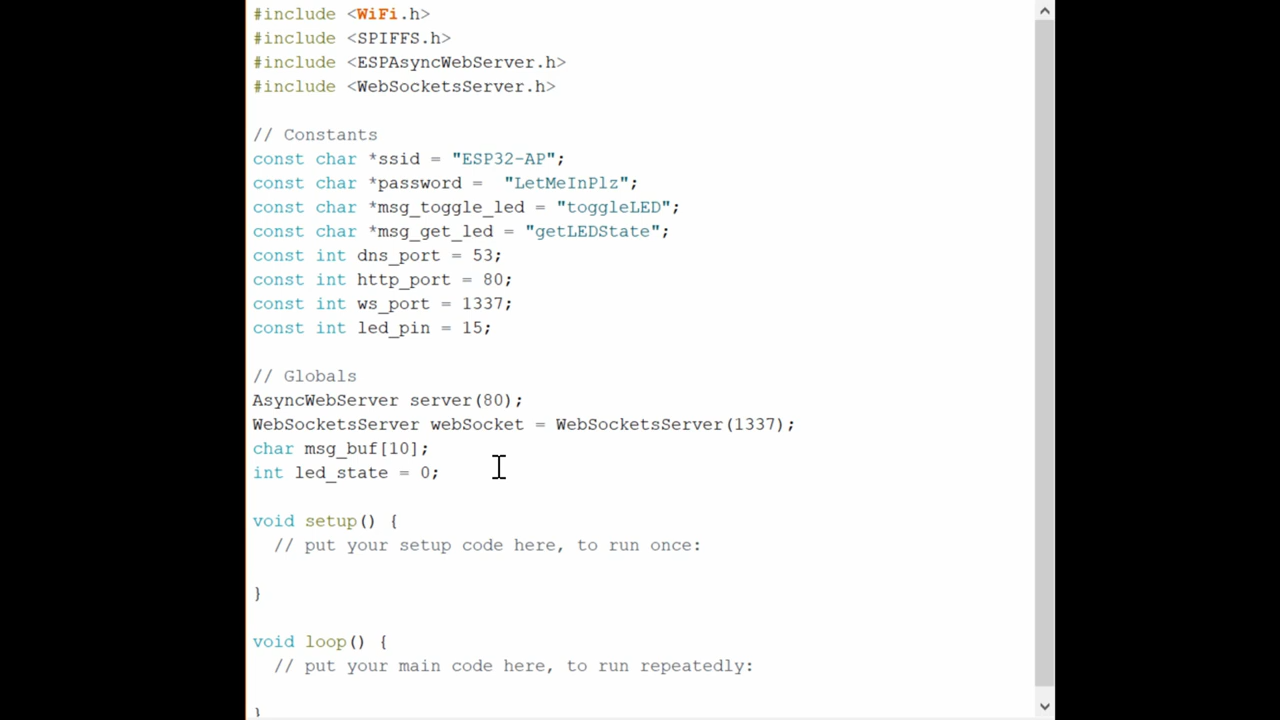 #include <WiFi.h>
#include <SPIFFS.h>
#include <ESPAsyncWebServer.h>
#include <WebSocketsServer.h>

// Constants
const char *ssid = "ESP32-AP";
const char *password =  "LetMeInPlz";
const char *msg_toggle_led = "toggleLED";
const char *msg_get_led = "getLEDState";
const int dns_port = 53;
const int http_port = 80;
const int ws_port = 1337;
const int led_pin = 15;

// Globals
AsyncWebServer server(80);
WebSocketsServer webSocket = WebSocketsServer(1337);
char msg_buf[10];
int led_state = 0;

void setup() {
  // put your setup code here, to run once:

}

void loop() {
  // put your main code here, to run repeatedly:

}